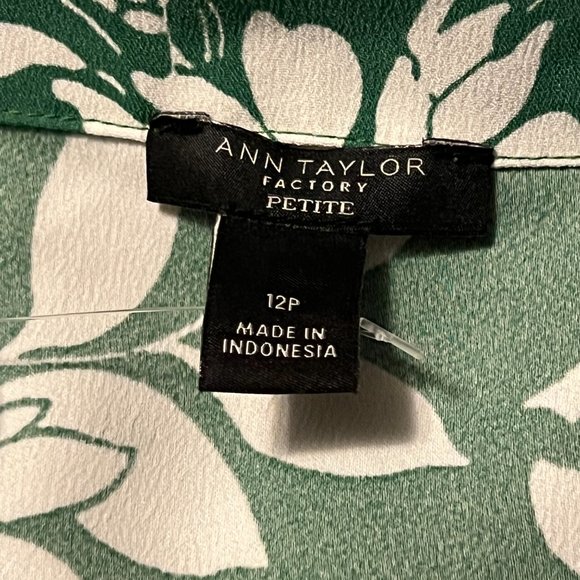 ANN TAYLOR
FACTORY
PETITE
12P
MADE IN
INDONESIA